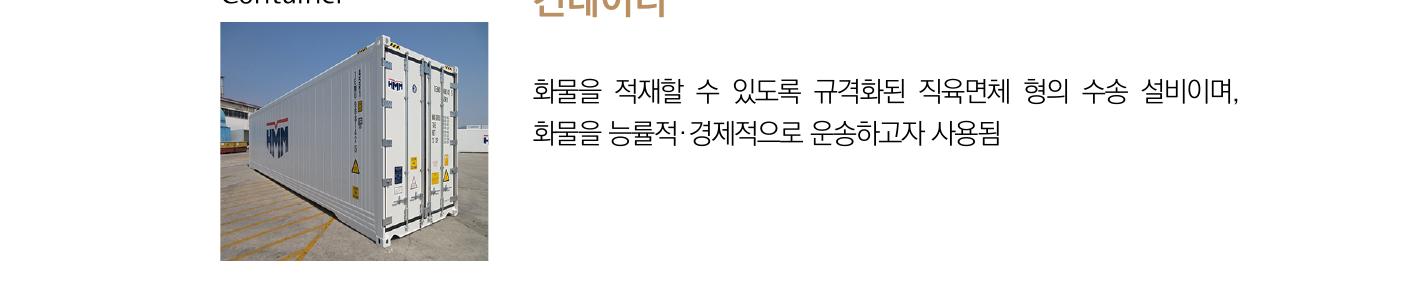 Container
컨테이너
화물을 적재할 수 있도록 규격화된 직육면체 형의 수송 설비이며,
화물을 능률적·경제적으로 운송하고자 사용됨
HMM
HMM